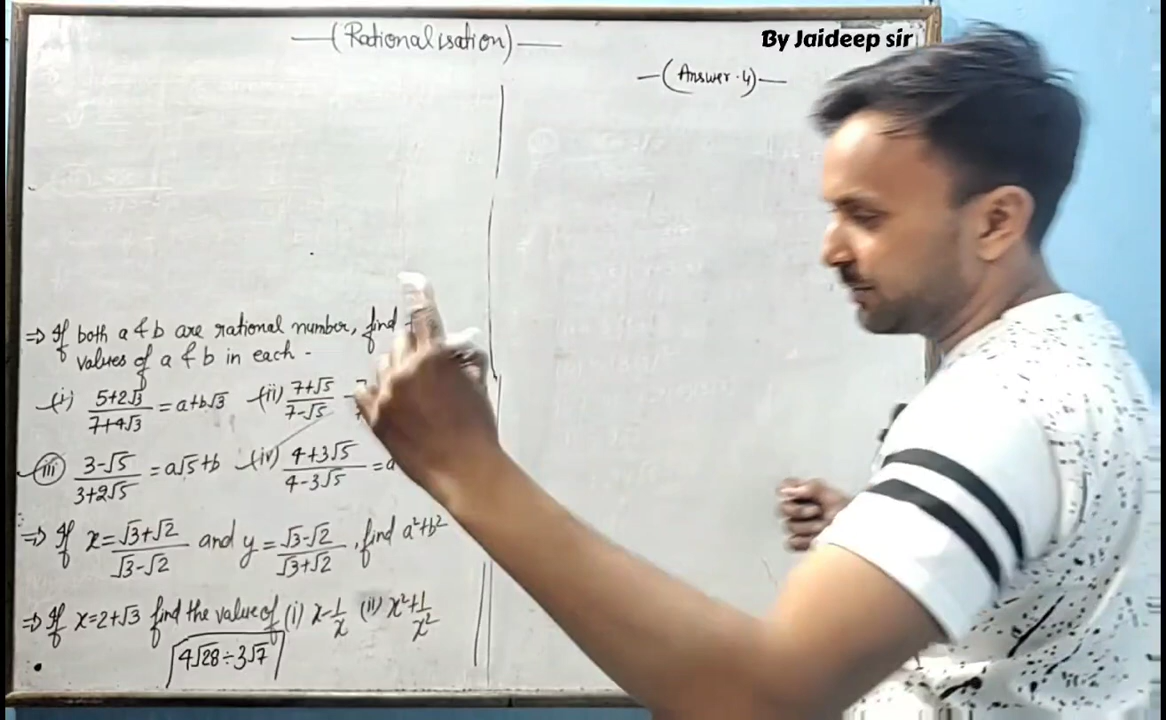 —(Rationalisation)—
By Jaideep sir
—(Answer.4)—
⇒ If both a & b are rational number, find
values of a & b in each -
(i) 5+2√3/7+4√3 = a+b√3 (ii) 7+√5/7-√5 -
(iii) 3-√5/3+2√5 = a√5+b (iv) 4+3√5/4-3√5 = a
⇒ If x = √3+√2/√3-√2 and y = √3-√2/√3+√2, find a²+b²
⇒ If x=2+√3 find the value of (i) x-1/x (ii) x²+1/x²
4√28÷3√7